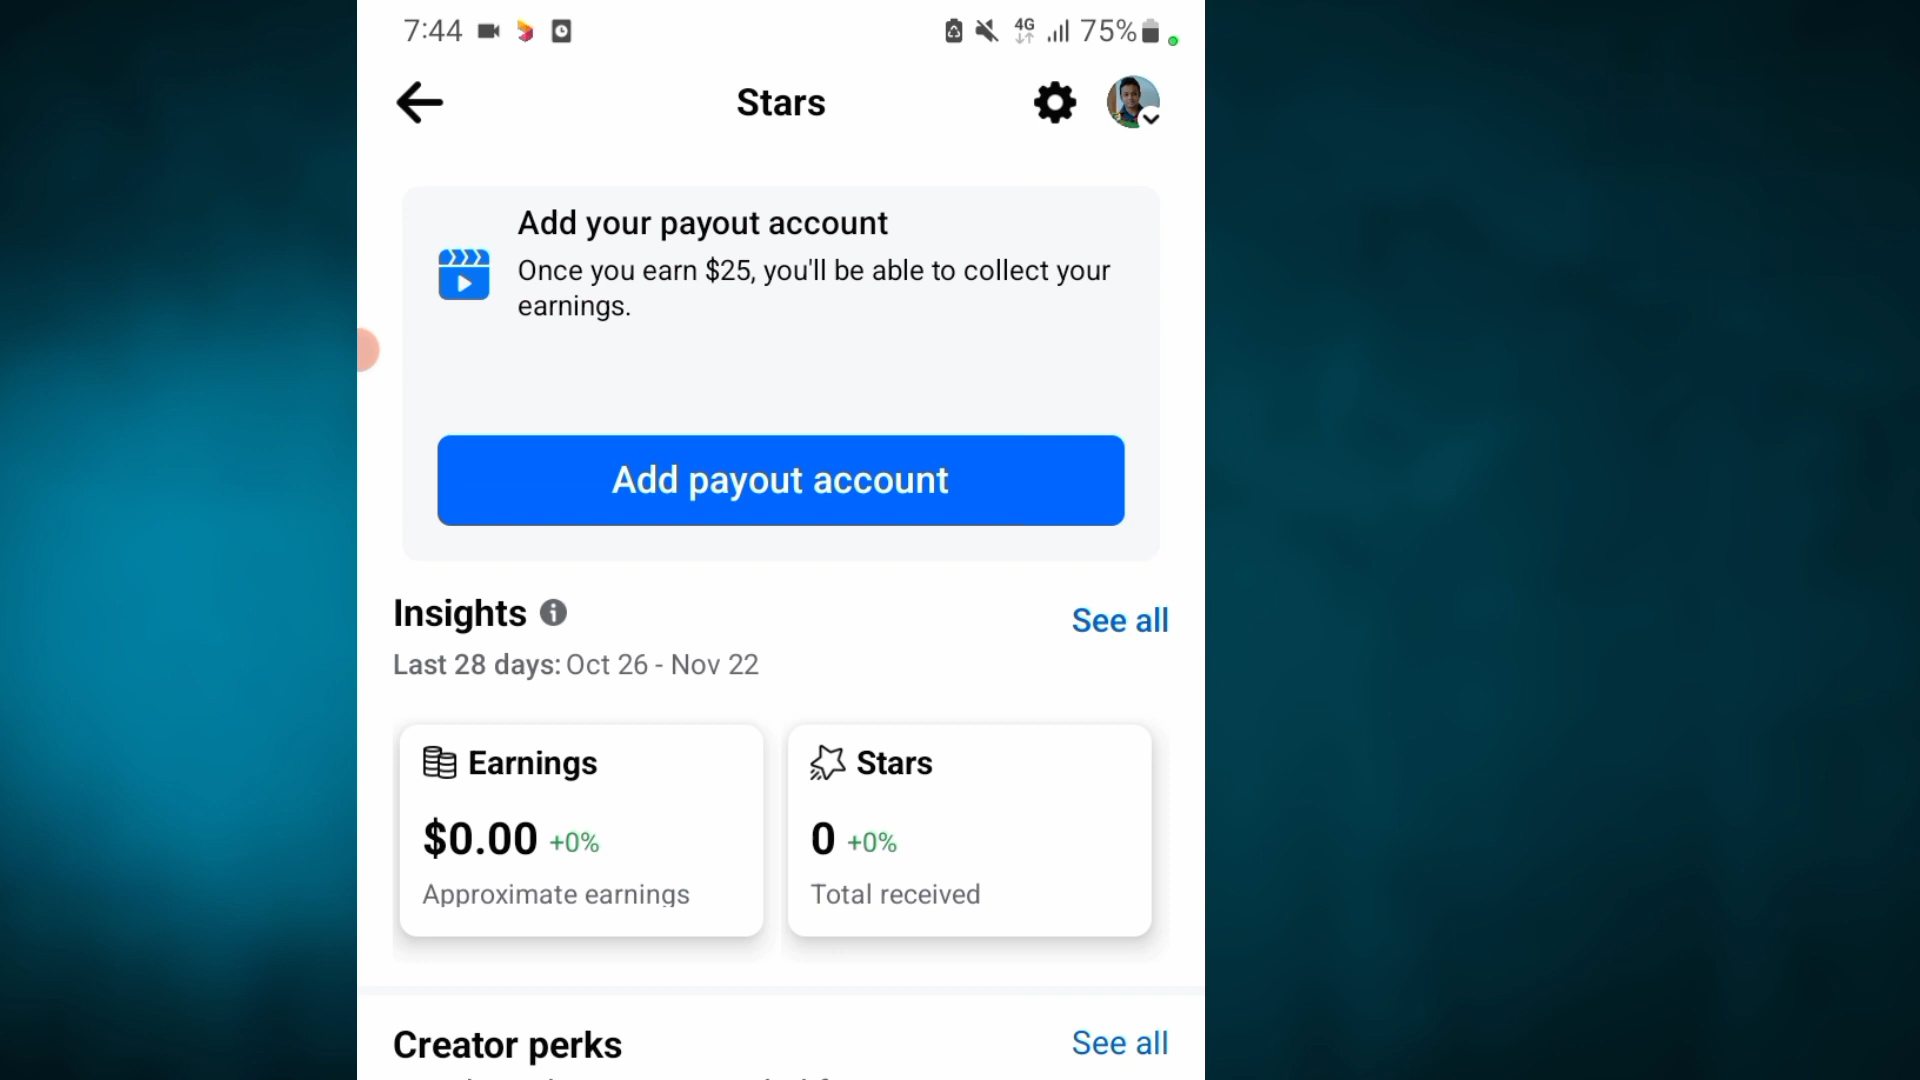 7:44
4G 75%
Stars
Add your payout account
Once you earn $25, you'll be able to collect your
earnings.
Add payout account
Insights
See all
Last 28 days: Oct 26 - Nov 22
Earnings
$0.00 +0%
Approximate earnings
Stars
0 +0%
Total received
Creator perks
See all